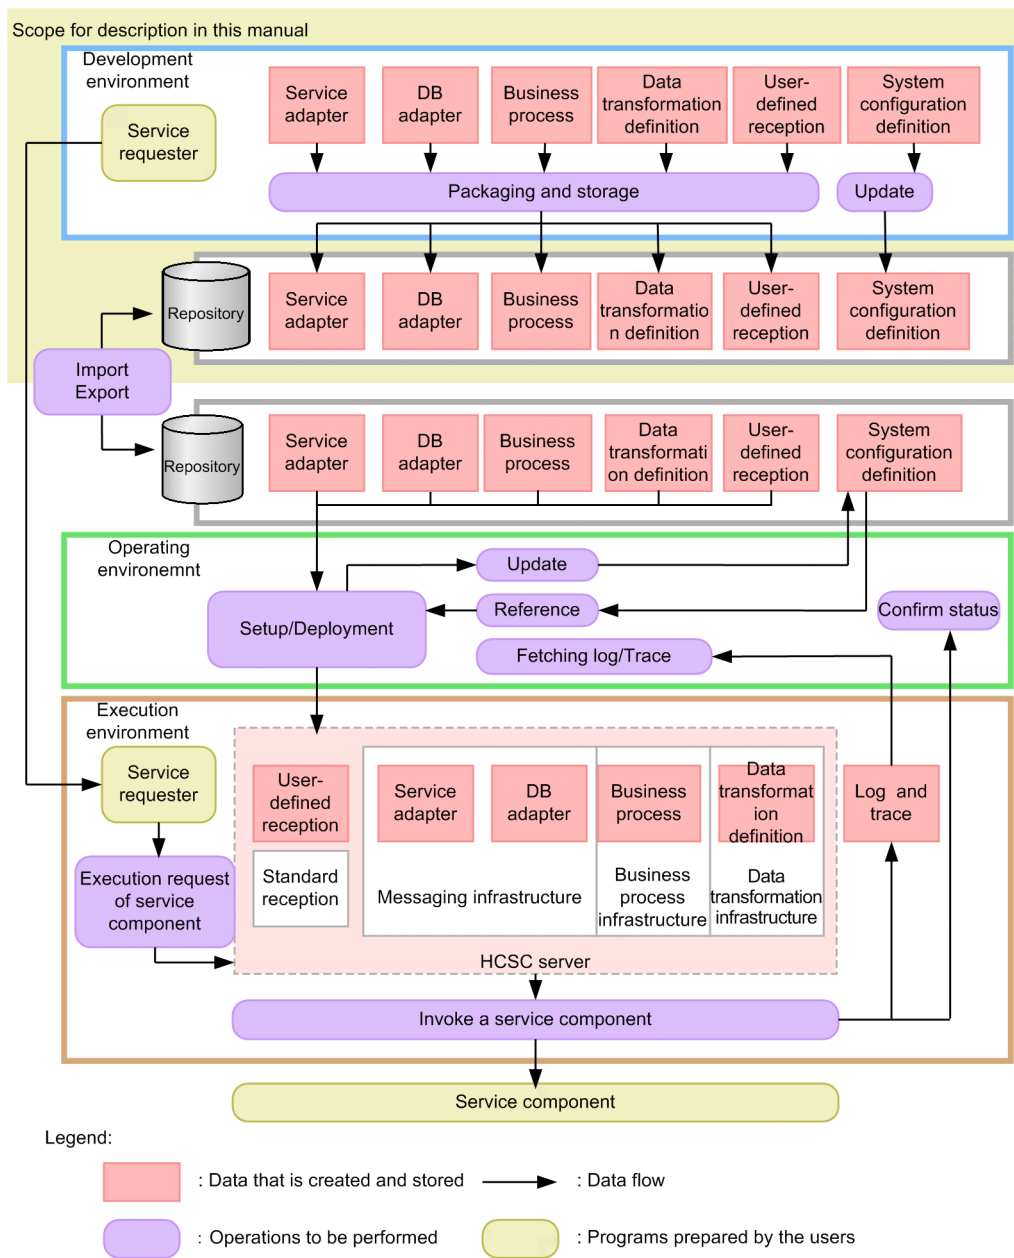 Scope for description in this manual
Development
environment
Service
requester
Service
adapter
DB
adapter
Business
process
Data
transformation
definition
User-
defined
reception
System
configuration
definition
Packaging and storage
Update
Repository
Service
adapter
DB
adapter
Business
process
Data
transformatio
n definition
User-
defined
reception
System
configuration
definition
Import
Export
Repository
Service
adapter
DB
adapter
Business
process
Data
transformati
on definition
User-
defined
reception
System
configuration
definition
Operating
environemnt
Update
Reference
Confirm status
Setup/Deployment
Fetching log/Trace
Execution
environment
Service
requester
User-
defined
reception
Service
adapter
DB
adapter
Business
process
Data
transformat
ion
definition
Log and
trace
Execution request
of service
component
Standard
reception
Messaging infrastructure
Business
process
infrastructure
Data
transformation
infrastructure
HCSC server
Invoke a service component
Service component
Legend:
: Data that is created and stored
: Data flow
: Operations to be performed
: Programs prepared by the users